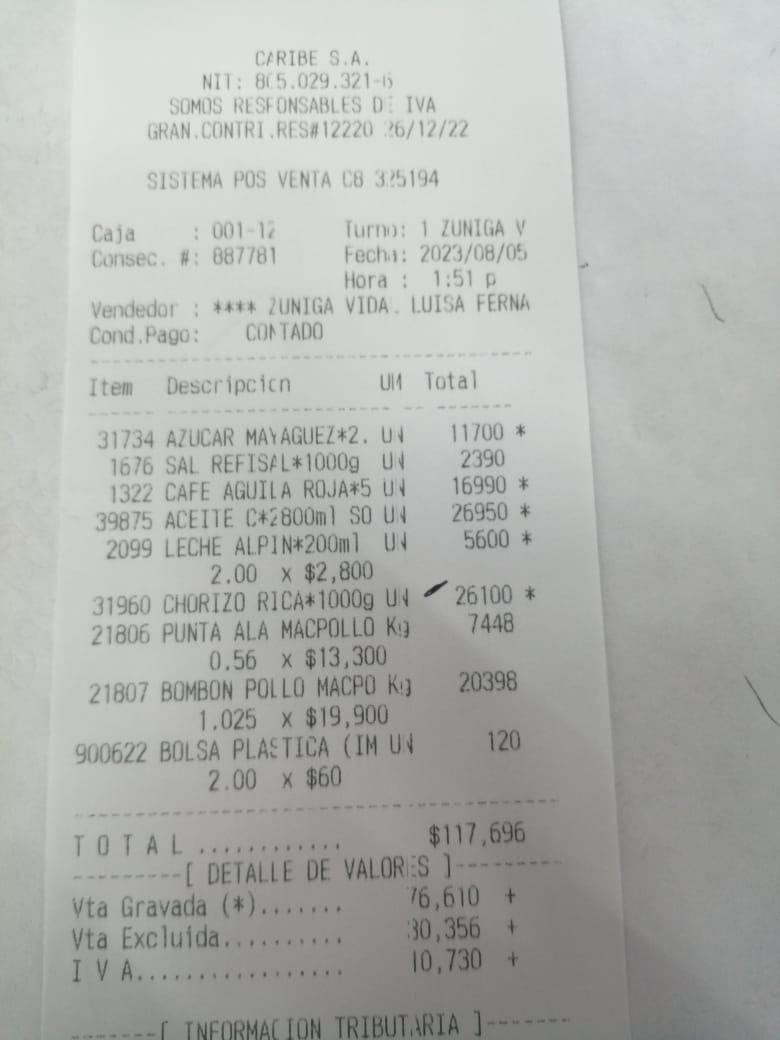 CARIBE S.A.
NIT: 805.029.321-6
SOMOS RESPONSABLES DE IVA
GRAN.CONTRI.RES#12220 26/12/22
SISTEMA POS VENTA C8 325194
Caja : 001-12 Turno: 1 ZUNIGA V
Consec. #: 887781 Fecha: 2023/08/05
Hora : 1:51 p
Vendedor : **** ZUNIGA VIDA. LUISA FERNA
Cond.Pago: CONTADO
Item Descripcion UM Total
31734 AZUCAR MAYAGUEZ*2. UN 11700 *
1676 SAL REFISAL*1000g UN 2390
1322 CAFE AGUILA ROJA*5 UN 16990 *
39875 ACEITE C*2800ml SO UN 26950 *
2099 LECHE ALPIN*200ml UN 5600 *
2.00 x $2,800
31960 CHORIZO RICA*1000g UN 26100 *
21806 PUNTA ALA MACPOLLO Kg 7448
0.56 x $13,300
21807 BOMBON POLLO MACPO Kg 20398
1.025 x $19,900
900622 BOLSA PLASTICA (IM UN 120
2.00 x $60
T O T A L ............ $117,696
---------[ DETALLE DE VALORES ]---------
Vta Gravada (*)....... 76,610 +
Vta Excluida.......... 30,356 +
I V A................. 10,730 +
-------[ INFORMACION TRIBUTARIA ]-------